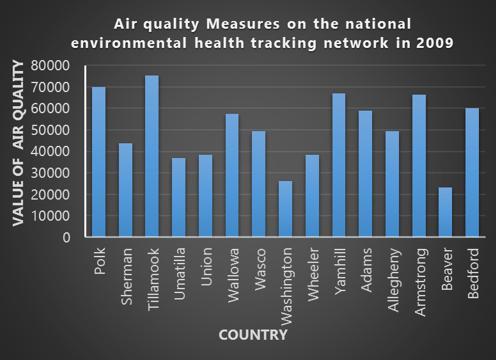 Air quality Measures on the national
environmental health tracking network in 2009
VALUE OF AIR QUALITY
80000
70000
60000
50000
40000
30000
20000
10000
0
Polk
Sherman
Tillamook
Umatilla
Union
Wallowa
Wasco
Washington
Wheeler
Yamhill
Adams
Allegheny
Armstrong
Beaver
Bedford
COUNTRY